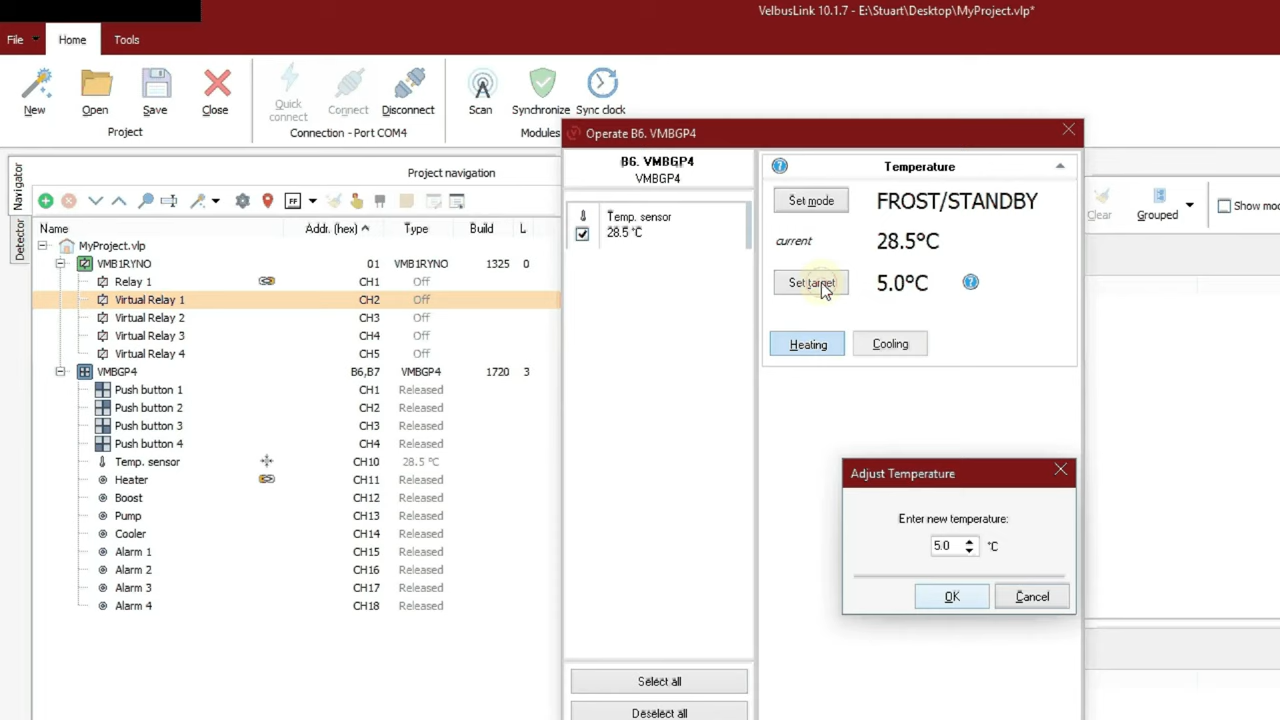 VelbusLink 10.1.7 - E:\Stuart\Desktop\MyProject.vlp*
File Home Tools
New Open Save Close Quick connect Connect Disconnect Scan Synchronize Sync clock
Project Connection - Port COM4 Modules
Navigator
Detector
Project navigation
FF
Name Addr. (hex) Type Build L
MyProject.vlp
VMB1RYNO 01 VMB1RYNO 1325 0
Relay 1 CH1 Off
Virtual Relay 1 CH2 Off
Virtual Relay 2 CH3 Off
Virtual Relay 3 CH4 Off
Virtual Relay 4 CH5 Off
VMBGP4 B6,B7 VMBGP4 1720 3
Push button 1 CH1 Released
Push button 2 CH2 Released
Push button 3 CH3 Released
Push button 4 CH4 Released
Temp. sensor CH10 28.5 °C
Heater CH11 Released
Boost CH12 Released
Pump CH13 Released
Cooler CH14 Released
Alarm 1 CH15 Released
Alarm 2 CH16 Released
Alarm 3 CH17 Released
Alarm 4 CH18 Released
Operate B6. VMBGP4
B6. VMBGP4
VMBGP4
Temp. sensor
28.5 °C
Select all
Deselect all
Temperature
Set mode FROST/STANDBY
current 28.5°C
Set target 5.0°C
Heating Cooling
Adjust Temperature
Enter new temperature:
5.0 °C
OK Cancel
Clear Grouped Show mo